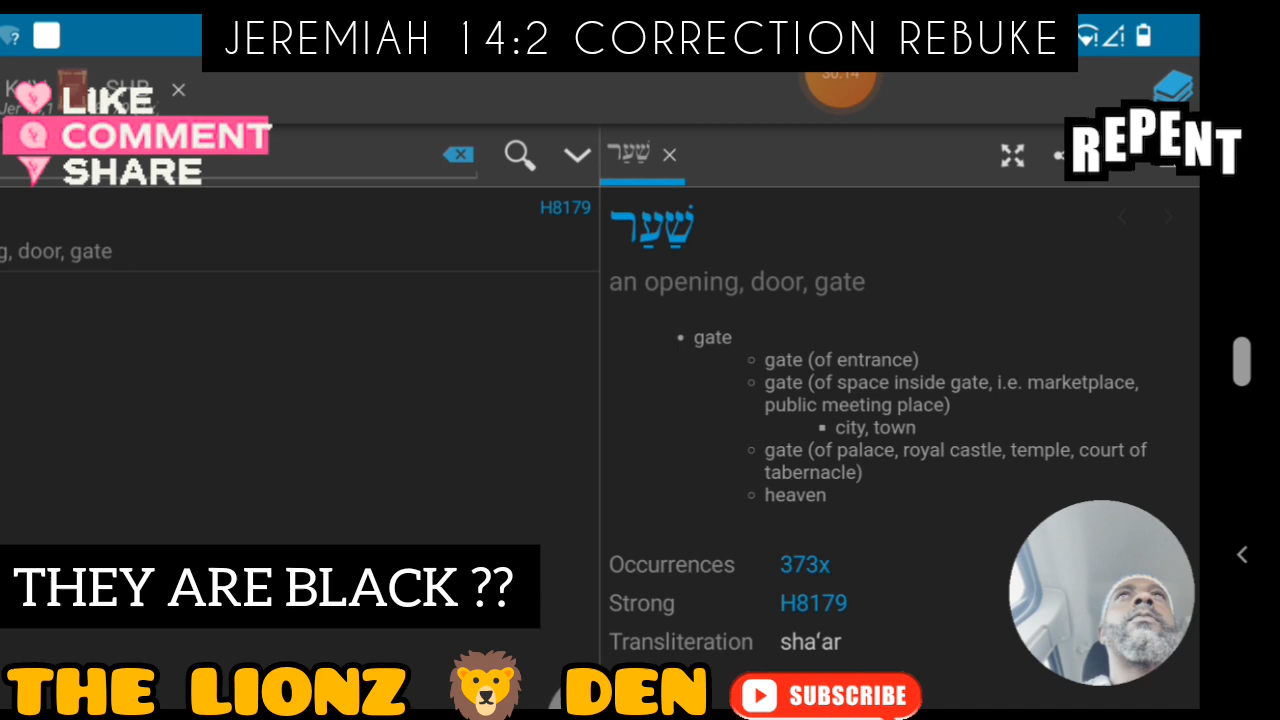 JEREMIAH 14:2 CORRECTION REBUKE
LIKE
COMMENT
SHARE
REPENT
שַׁעַר
H8179
g, door, gate
שַׁעַר
an opening, door, gate
gate
gate (of entrance)
gate (of space inside gate, i.e. marketplace,
public meeting place)
city, town
gate (of palace, royal castle, temple, court of
tabernacle)
heaven
Occurrences 373x
Strong H8179
Transliteration shaʻar
THEY ARE BLACK ??
THE LIONZ 🦁 DEN
SUBSCRIBE